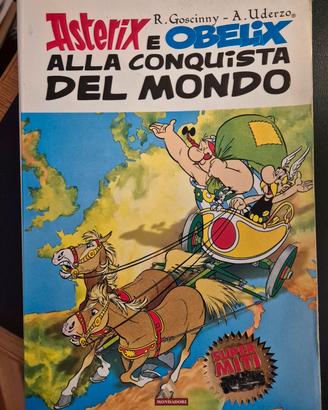 R. Goscinny - A. Uderzo
Asterix E OBELIX
ALLA CONQUISTA
DEL MONDO
SUPER
MITI
MONDADORI